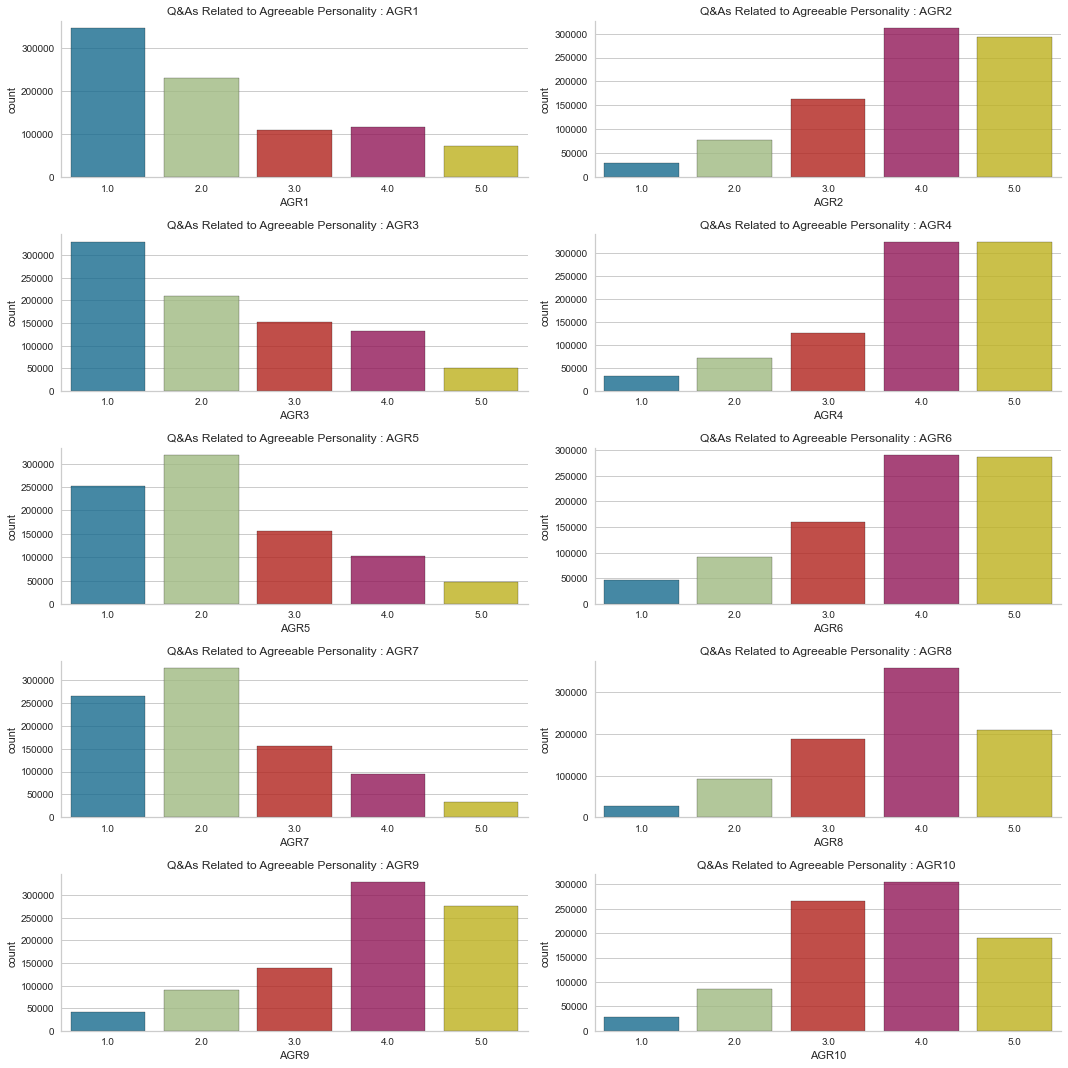 Q&As Related to Agreeable Personality : AGR1
300000
200000
100000
0
count
1.0 2.0 3.0 4.0 5.0
AGR1
Q&As Related to Agreeable Personality : AGR2
300000
250000
200000
150000
100000
50000
0
count
1.0 2.0 3.0 4.0 5.0
AGR2
Q&As Related to Agreeable Personality : AGR3
300000
250000
200000
150000
100000
50000
0
count
1.0 2.0 3.0 4.0 5.0
AGR3
Q&As Related to Agreeable Personality : AGR4
300000
250000
200000
150000
100000
50000
0
count
1.0 2.0 3.0 4.0 5.0
AGR4
Q&As Related to Agreeable Personality : AGR5
300000
250000
200000
150000
100000
50000
0
count
1.0 2.0 3.0 4.0 5.0
AGR5
Q&As Related to Agreeable Personality : AGR6
300000
250000
200000
150000
100000
50000
0
count
1.0 2.0 3.0 4.0 5.0
AGR6
Q&As Related to Agreeable Personality : AGR7
300000
250000
200000
150000
100000
50000
0
count
1.0 2.0 3.0 4.0 5.0
AGR7
Q&As Related to Agreeable Personality : AGR8
300000
200000
100000
0
count
1.0 2.0 3.0 4.0 5.0
AGR8
Q&As Related to Agreeable Personality : AGR9
300000
250000
200000
150000
100000
50000
0
count
1.0 2.0 3.0 4.0 5.0
AGR9
Q&As Related to Agreeable Personality : AGR10
300000
250000
200000
150000
100000
50000
0
count
1.0 2.0 3.0 4.0 5.0
AGR10